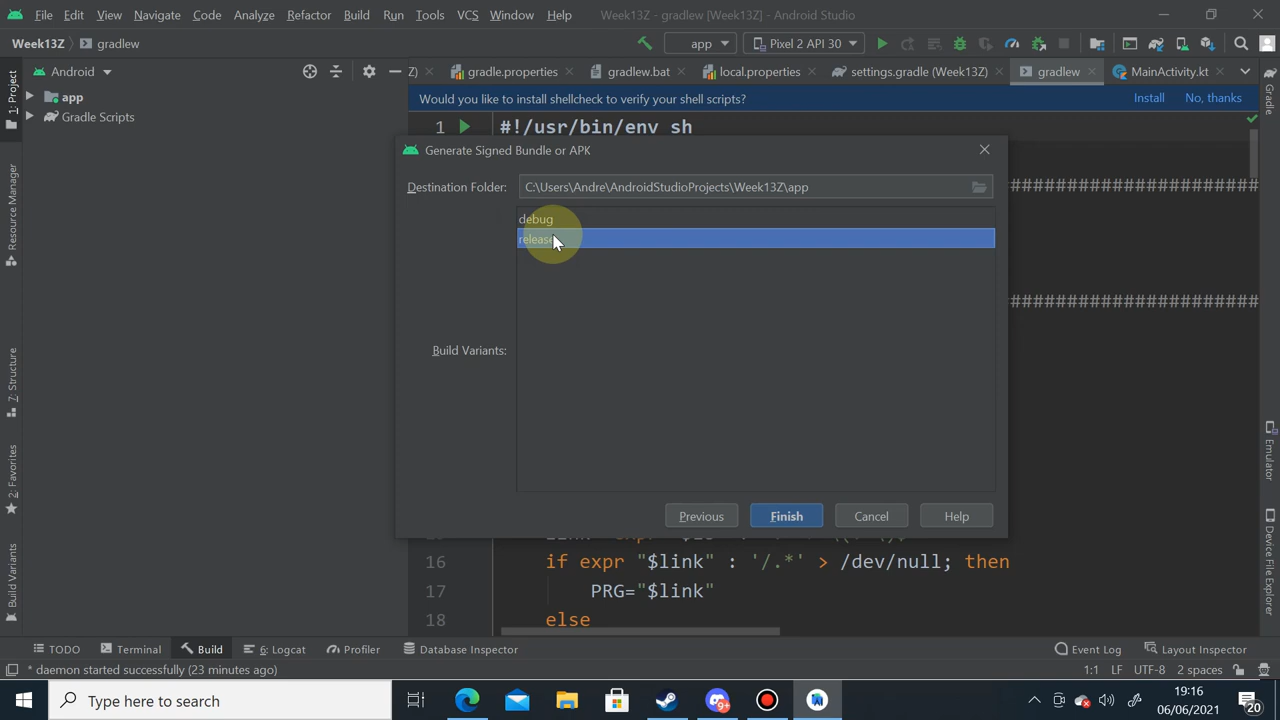 File Edit View Navigate Code Analyze Refactor Build Run Tools VCS Window Help Week13Z - gradlew [Week13Z] - Android Studio
Week13Z gradlew app Pixel 2 API 30
Android Z) gradle.properties gradlew.bat local.properties settings.gradle (Week13Z) gradlew MainActivity.kt
app
Gradle Scripts
Would you like to install shellcheck to verify your shell scripts? Install No, thanks
1 #!/usr/bin/env sh
Generate Signed Bundle or APK
Destination Folder: C:\Users\Andre\AndroidStudioProjects\Week13Z\app
debug
release
Build Variants:
Previous Finish Cancel Help
16 if expr "$link" : '/.*' > /dev/null; then
17 PRG="$link"
18 else
1: Project
Resource Manager
Z: Structure
2: Favorites
Build Variants
Gradle
Emulator
Device File Explorer
TODO Terminal Build 6: Logcat Profiler Database Inspector Event Log Layout Inspector
* daemon started successfully (23 minutes ago) 1:1 LF UTF-8 2 spaces
Type here to search
9+
19:16
06/06/2021
20